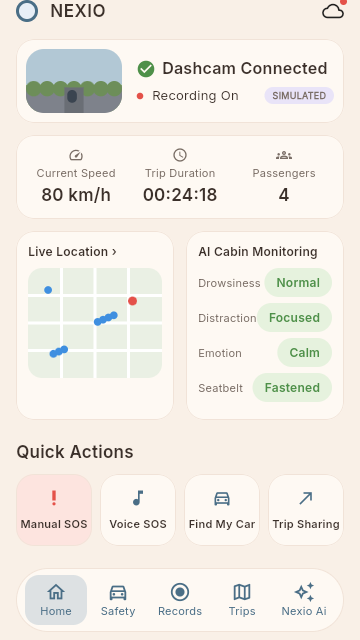 NEXIO
Dashcam Connected
Recording On
SIMULATED
Current Speed
Trip Duration
Passengers
80 km/h
00:24:18
4
Live Location ›
AI Cabin Monitoring
Drowsiness Normal
Distraction Focused
Emotion Calm
Seatbelt Fastened
Quick Actions
Manual SOS
Voice SOS
Find My Car
Trip Sharing
Home
Safety
Records
Trips
Nexio Ai